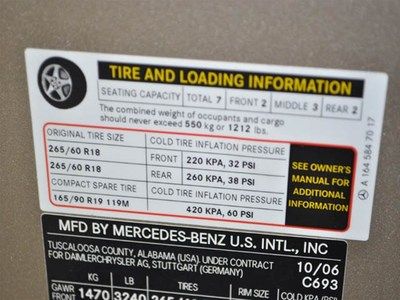 TIRE AND LOADING INFORMATION
SEATING CAPACITY TOTAL 7 FRONT 2 MIDDLE 3 REAR 2
The combined weight of occupants and cargo
should never exceed 550 kg or 1212 lbs.
ORIGINAL TIRE SIZE COLD TIRE INFLATION PRESSURE
265/60 R18 FRONT 220 KPA, 32 PSI
265/60 R18 REAR 260 KPA, 38 PSI
COMPACT SPARE TIRE COLD TIRE INFLATION PRESSURE
165/90 R19 119M 420 KPA, 60 PSI
SEE OWNER'S
MANUAL FOR
ADDITIONAL
INFORMATION
A 164 584 70 17
MFD BY MERCEDES-BENZ U.S. INTL., INC
TUSCALOOSA COUNTY, ALABAMA (USA) UNDER CONTRACT 10/06
FOR DAIMLERCHRYSLER AG, STUTTGART (GERMANY) C693
KG LB TIRES RIM SIZE
GAWR
FRONT 1470 3240